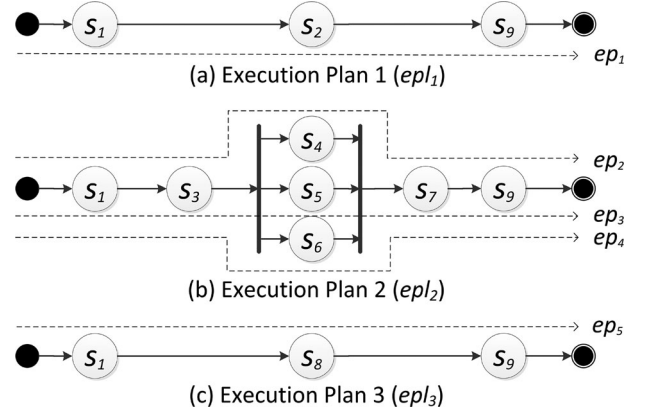 S1 S2 S9
ep1
(a) Execution Plan 1 (epl1)
S4
ep2
S1 S3 S5 S7 S9
ep3
S6
ep4
(b) Execution Plan 2 (epl2)
ep5
S1 S8 S9
(c) Execution Plan 3 (epl3)